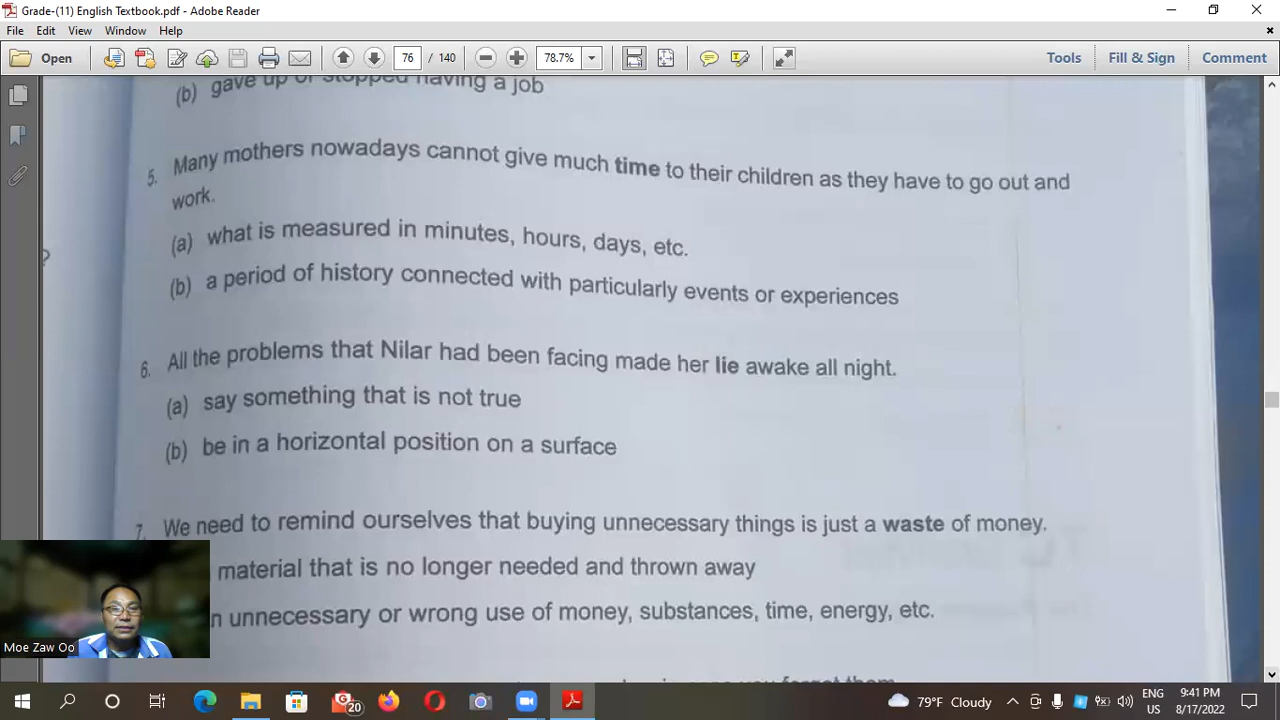 Grade-(11) English Textbook.pdf - Adobe Reader
File Edit View Window Help
Open 76 / 140 78.7% Tools Fill & Sign Comment
(b) gave up or stopped having a job
5. Many mothers nowadays cannot give much time to their children as they have to go out and
work.
(a) what is measured in minutes, hours, days, etc.
?
(b) a period of history connected with particularly events or experiences
6. All the problems that Nilar had been facing made her lie awake all night.
(a) say something that is not true
(b) be in a horizontal position on a surface
7. We need to remind ourselves that buying unnecessary things is just a waste of money.
material that is no longer needed and thrown away
n unnecessary or wrong use of money, substances, time, energy, etc.
Moe Zaw Oo
you forget them
20
79°F Cloudy
ENG
US
9:41 PM
8/17/2022